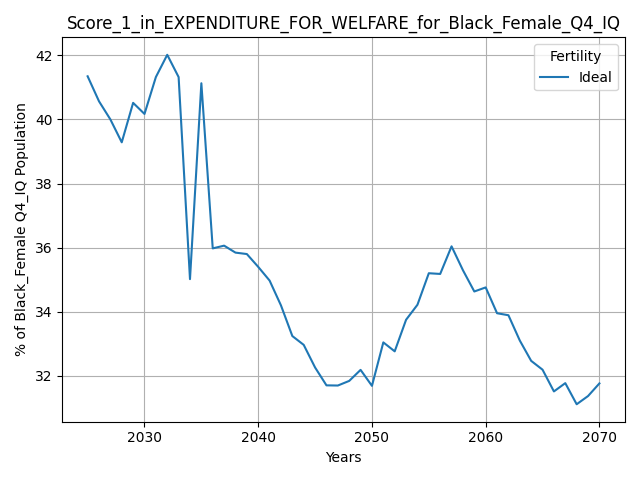 Score_1_in_EXPENDITURE_FOR_WELFARE_for_Black_Female_Q4_IQ
Fertility
Ideal
% of Black_Female Q4_IQ Population
42
40
38
36
34
32
2030
2040
2050
2060
2070
Years